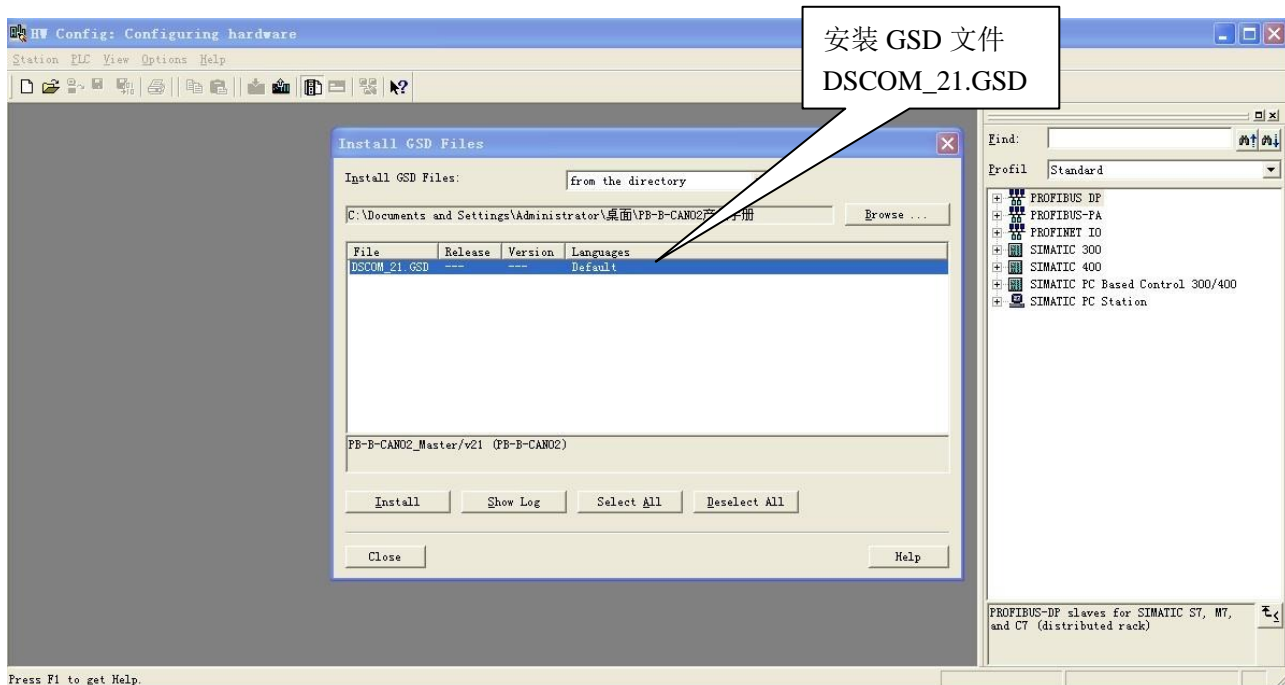 安装 GSD 文件
DSCOM_21.GSD
HW Config: Configuring hardware
Station PLC View Options Help
Install GSD Files
Install GSD Files:
from the directory
C:\Documents and Settings\Administrator\桌面\PB-B-CAN02产 手册
Browse ...
File Release Version Languages
DSCOM_21.GSD --- --- Default
PB-B-CAN02_Master/v21 (PB-B-CAN02)
Install Show Log Select All Deselect All
Close Help
Find:
Profil Standard
PROFIBUS DP
PROFIBUS-PA
PROFINET IO
SIMATIC 300
SIMATIC 400
SIMATIC PC Based Control 300/400
SIMATIC PC Station
PROFIBUS-DP slaves for SIMATIC S7, M7,
and C7 (distributed rack)
Press F1 to get Help.